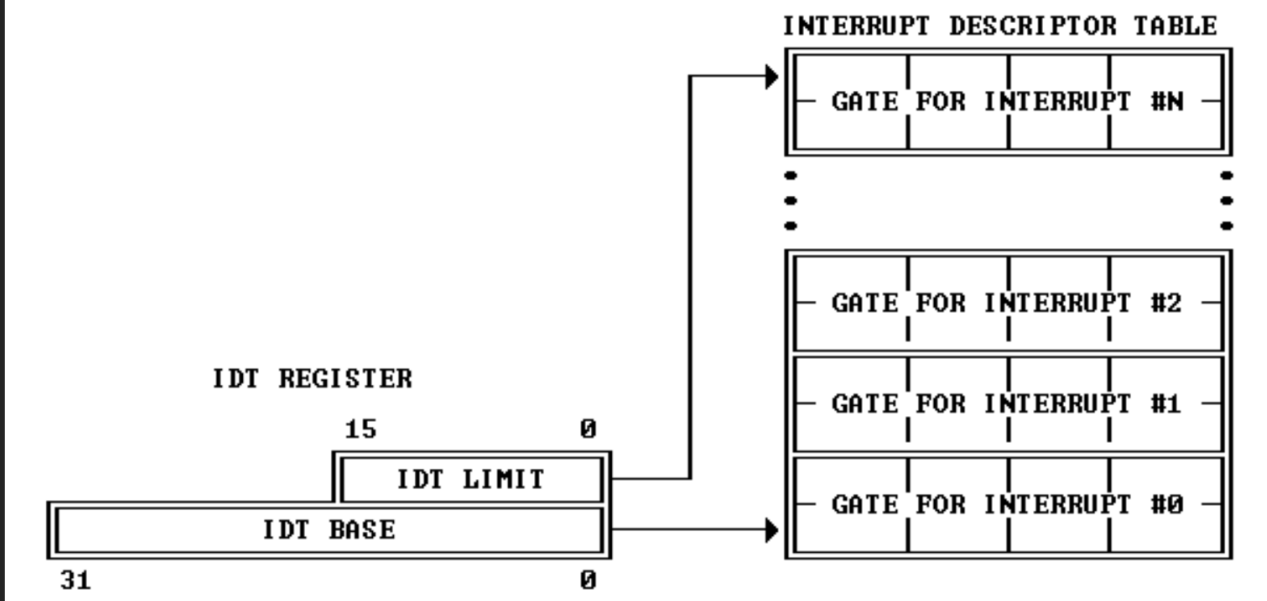 INTERRUPT DESCRIPTOR TABLE
GATE FOR INTERRUPT #N
GATE FOR INTERRUPT #2
GATE FOR INTERRUPT #1
GATE FOR INTERRUPT #0
IDT REGISTER
15 0
IDT LIMIT
IDT BASE
31 0